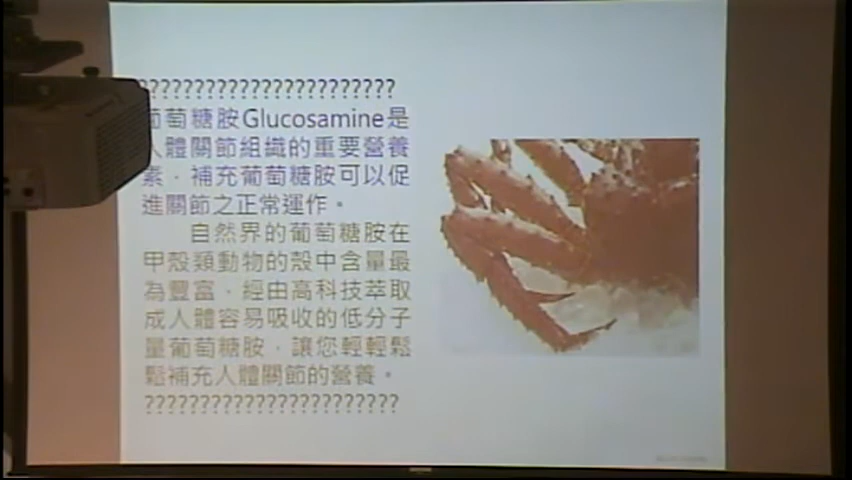 ??????????????????????
葡萄糖胺Glucosamine是
人體關節組織的重要營養
素，補充葡萄糖胺可以促
進關節之正常運作。
自然界的葡萄糖胺在
甲殼類動物的殼中含量最
為豐富，經由高科技萃取
成人體容易吸收的低分子
量葡萄糖胺，讓您輕輕鬆
鬆補充人體關節的營養。
??????????????????????